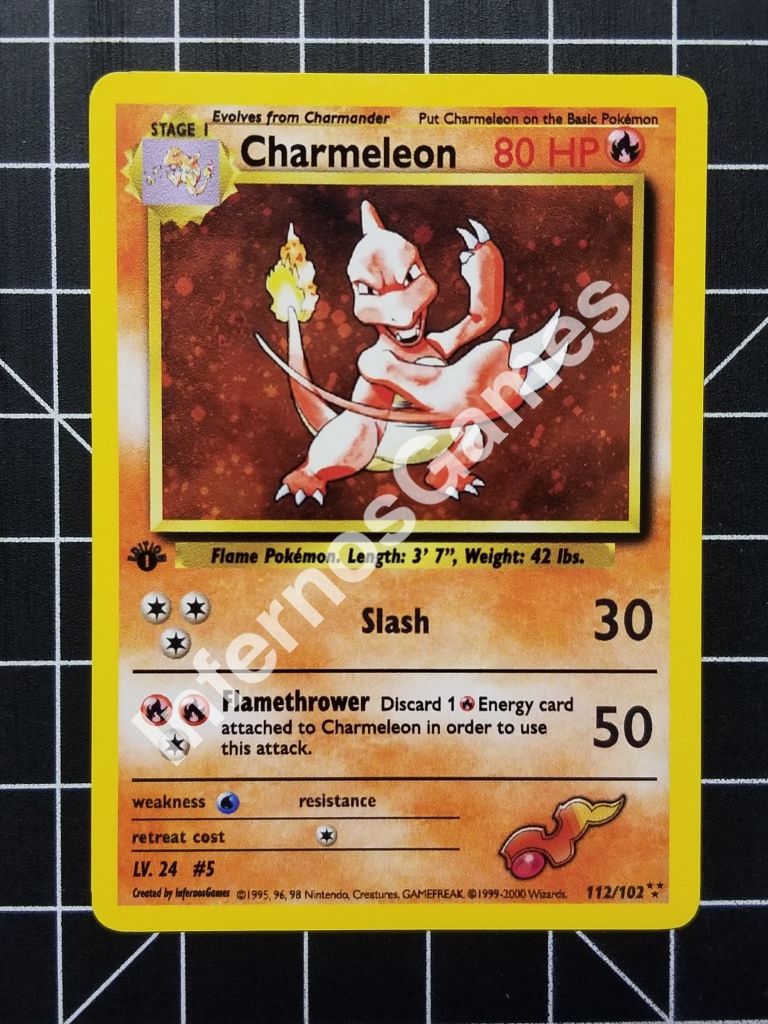 Evolves from Charmander
Put Charmeleon on the Basic Pokémon
STAGE 1
Charmeleon
80 HP
EDITION
1
Flame Pokémon. Length: 3' 7", Weight: 42 lbs.
Slash
30
Flamethrower Discard 1 Energy card
attached to Charmeleon in order to use
this attack.
50
weakness
resistance
retreat cost
LV. 24 #5
Created by InfernosGames ©1995, 96, 98 Nintendo, Creatures, GAMEFREAK. ©1999-2000 Wizards.
112/102
InfernosGames